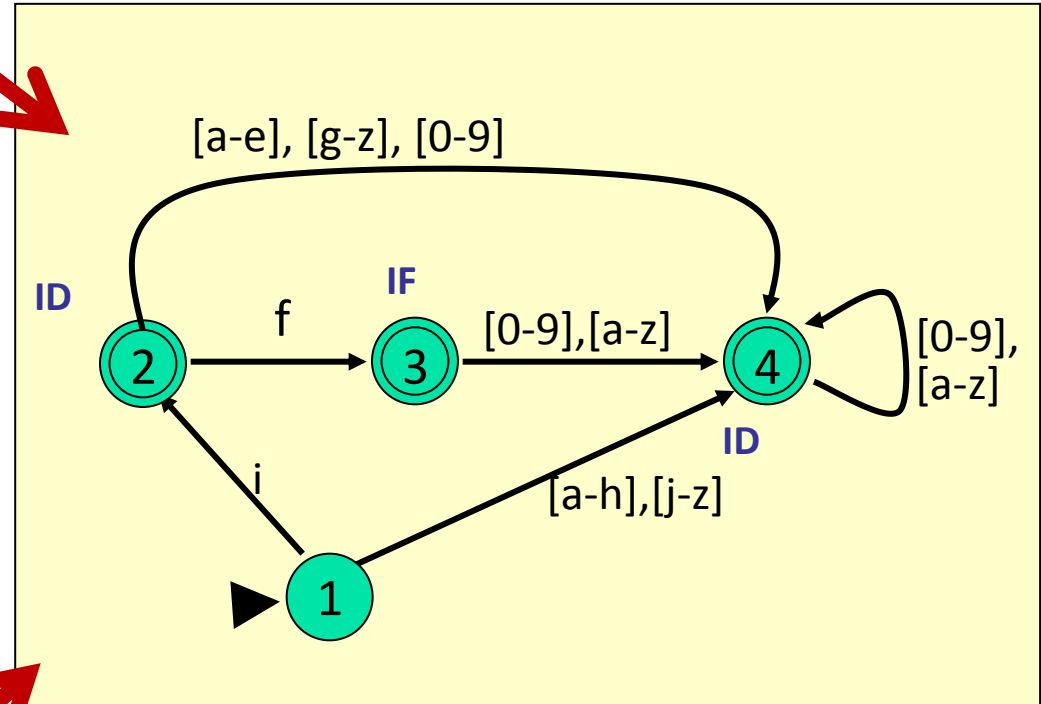 [a-e], [g-z], [0-9]
ID
IF
f
[0-9],[a-z]
[0-9],
[a-z]
2
3
4
ID
i
[a-h],[j-z]
1